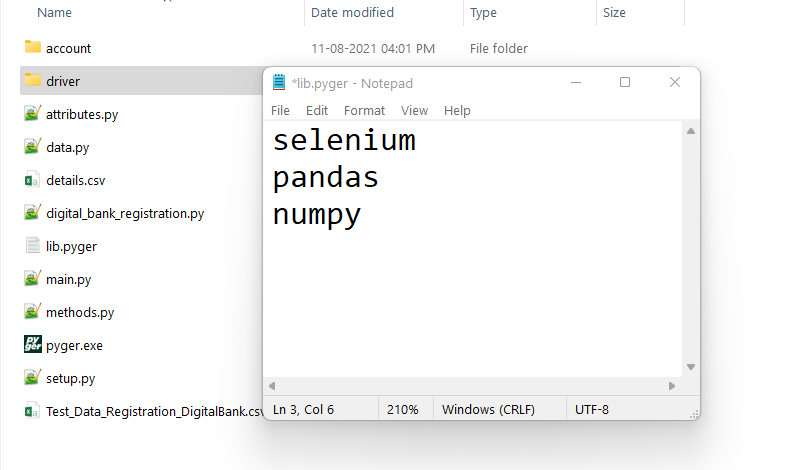 Name Date modified Type Size
account 11-08-2021 04:01 PM File folder
driver
attributes.py
data.py
details.csv
digital_bank_registration.py
lib.pyger
main.py
methods.py
py
ger
pyger.exe
setup.py
Test_Data_Registration_DigitalBank.csv
*lib.pyger - Notepad
File Edit Format View Help
selenium
pandas
numpy
Ln 3, Col 6 210% Windows (CRLF) UTF-8